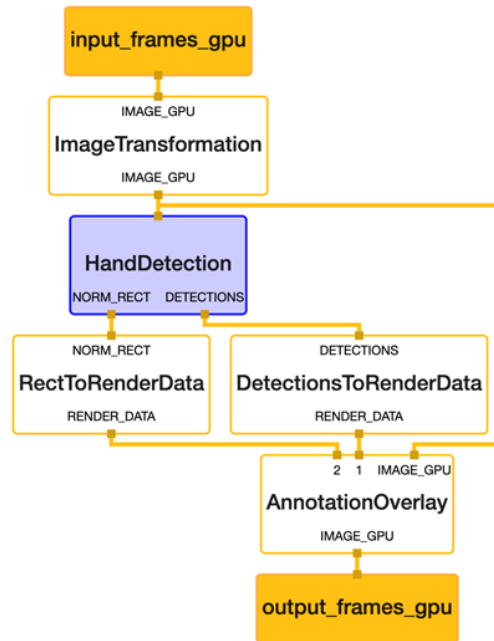 input_frames_gpu
IMAGE_GPU
ImageTransformation
IMAGE_GPU
HandDetection
NORM_RECT DETECTIONS
NORM_RECT
RectToRenderData
RENDER_DATA
DETECTIONS
DetectionsToRenderData
RENDER_DATA
2 1 IMAGE_GPU
AnnotationOverlay
IMAGE_GPU
output_frames_gpu